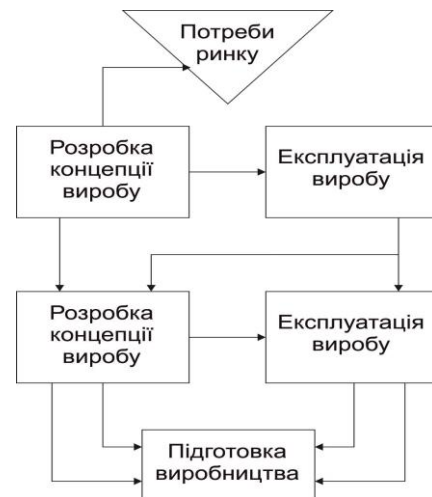 Потреби
ринку
Розробка
концепції
виробу
Експлуатація
виробу
Розробка
концепції
виробу
Експлуатація
виробу
Підготовка
виробництва